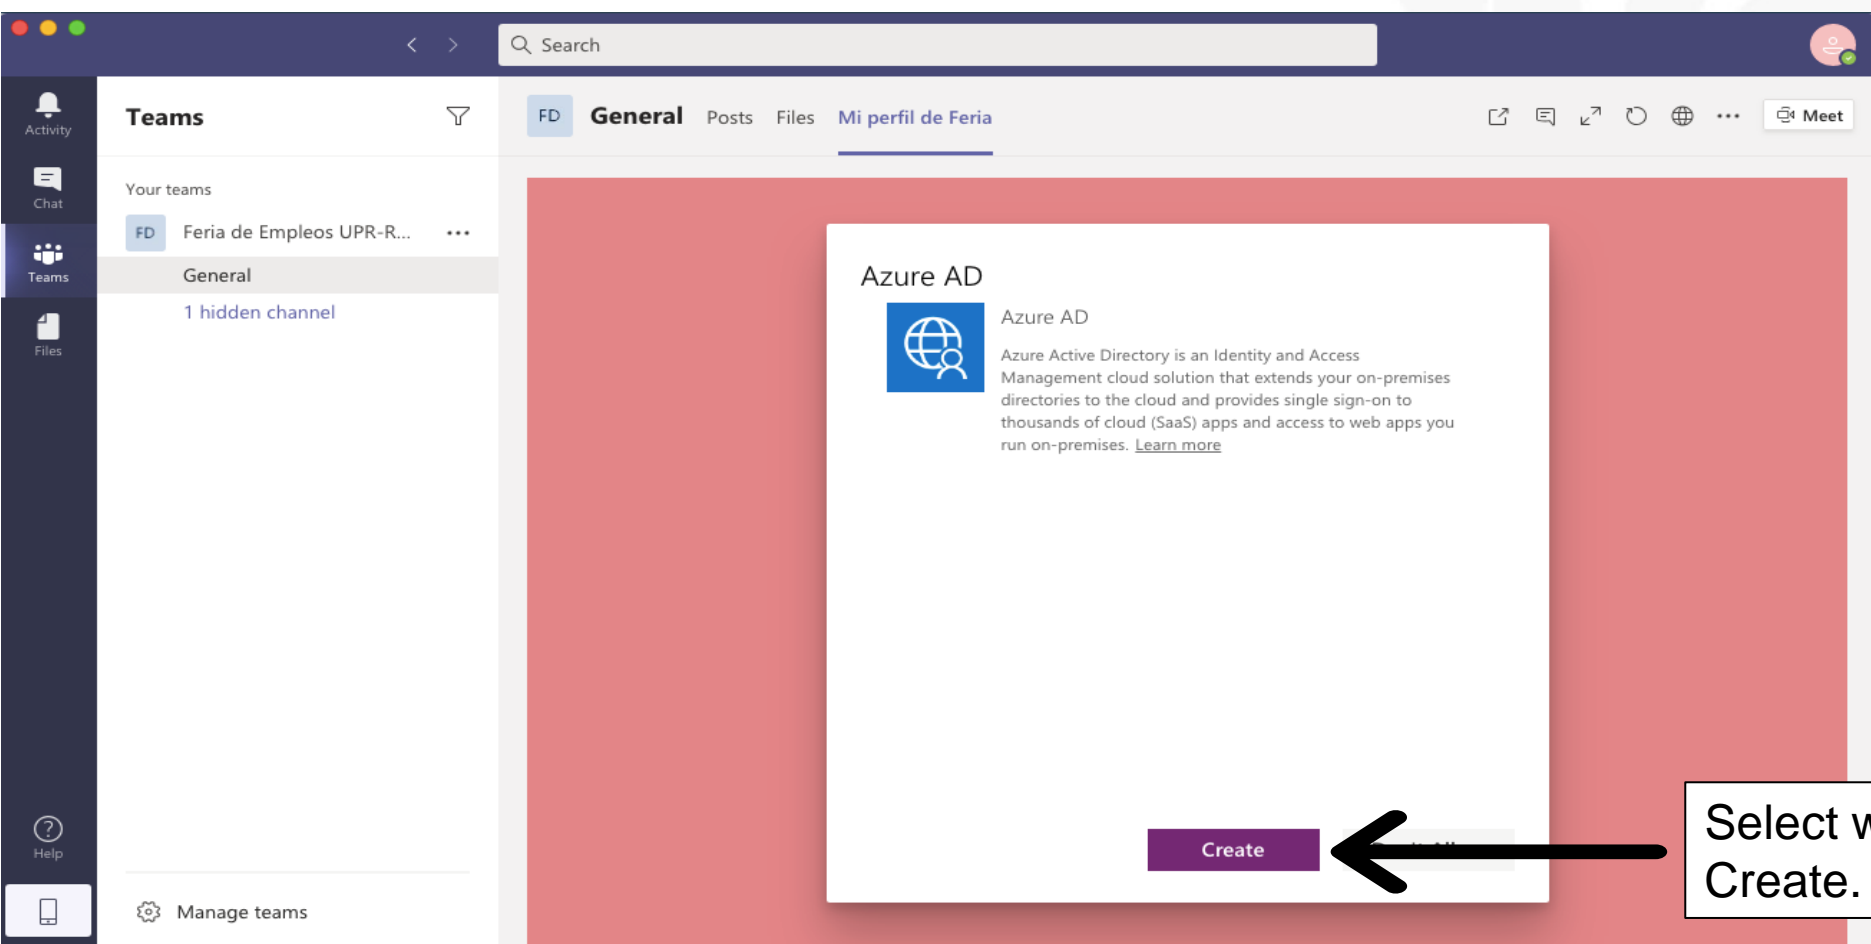 Search
Activity
Chat
Teams
Files
Help
Teams
Your teams
FD Feria de Empleos UPR-R... ...
General
1 hidden channel
Manage teams
FD General Posts Files Mi perfil de Feria
... Meet
Azure AD
Azure AD
Azure Active Directory is an Identity and Access
Management cloud solution that extends your on-premises
directories to the cloud and provides single sign-on to
thousands of cloud (SaaS) apps and access to web apps you
run on-premises. Learn more
Create
Select
Create.